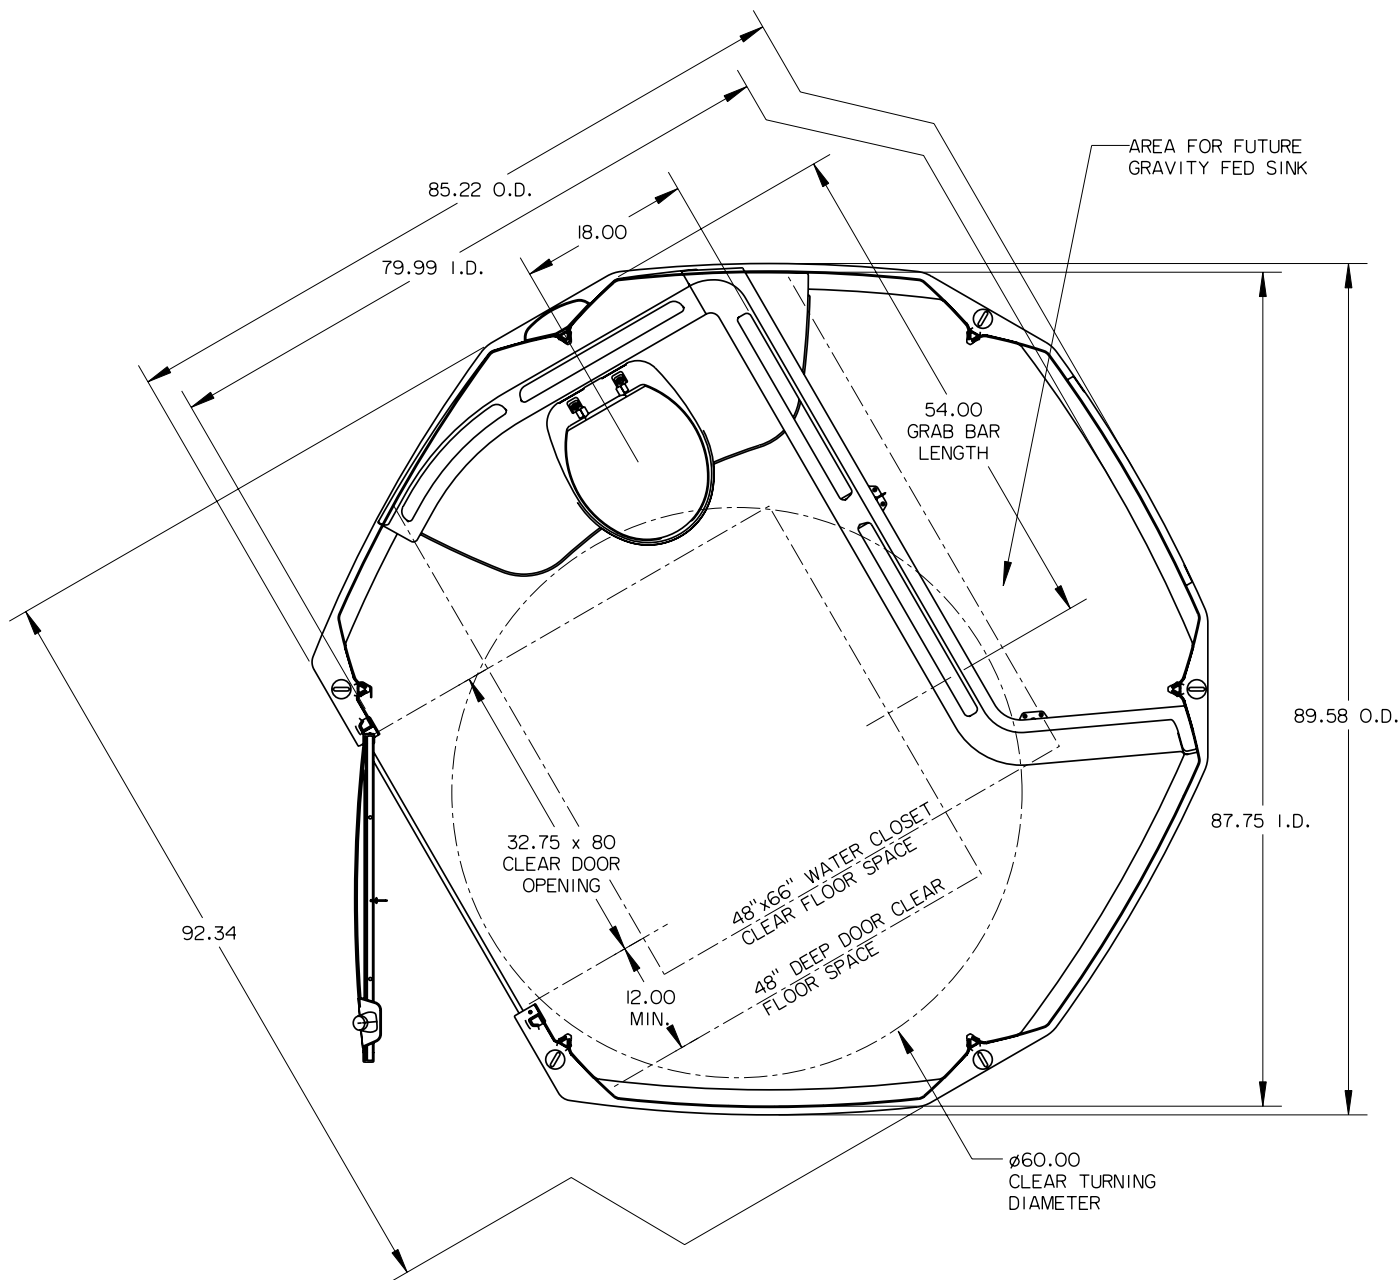 AREA FOR FUTURE
GRAVITY FED SINK
85.22 O.D.
18.00
79.99 I.D.
54.00
GRAB BAR
LENGTH
89.58 O.D.
87.75 I.D.
32.75 x 80
CLEAR DOOR
OPENING
48"x66" WATER CLOSET
CLEAR FLOOR SPACE
92.34
48" DEEP DOOR CLEAR
FLOOR SPACE
12.00
MIN.
ø60.00
CLEAR TURNING
DIAMETER